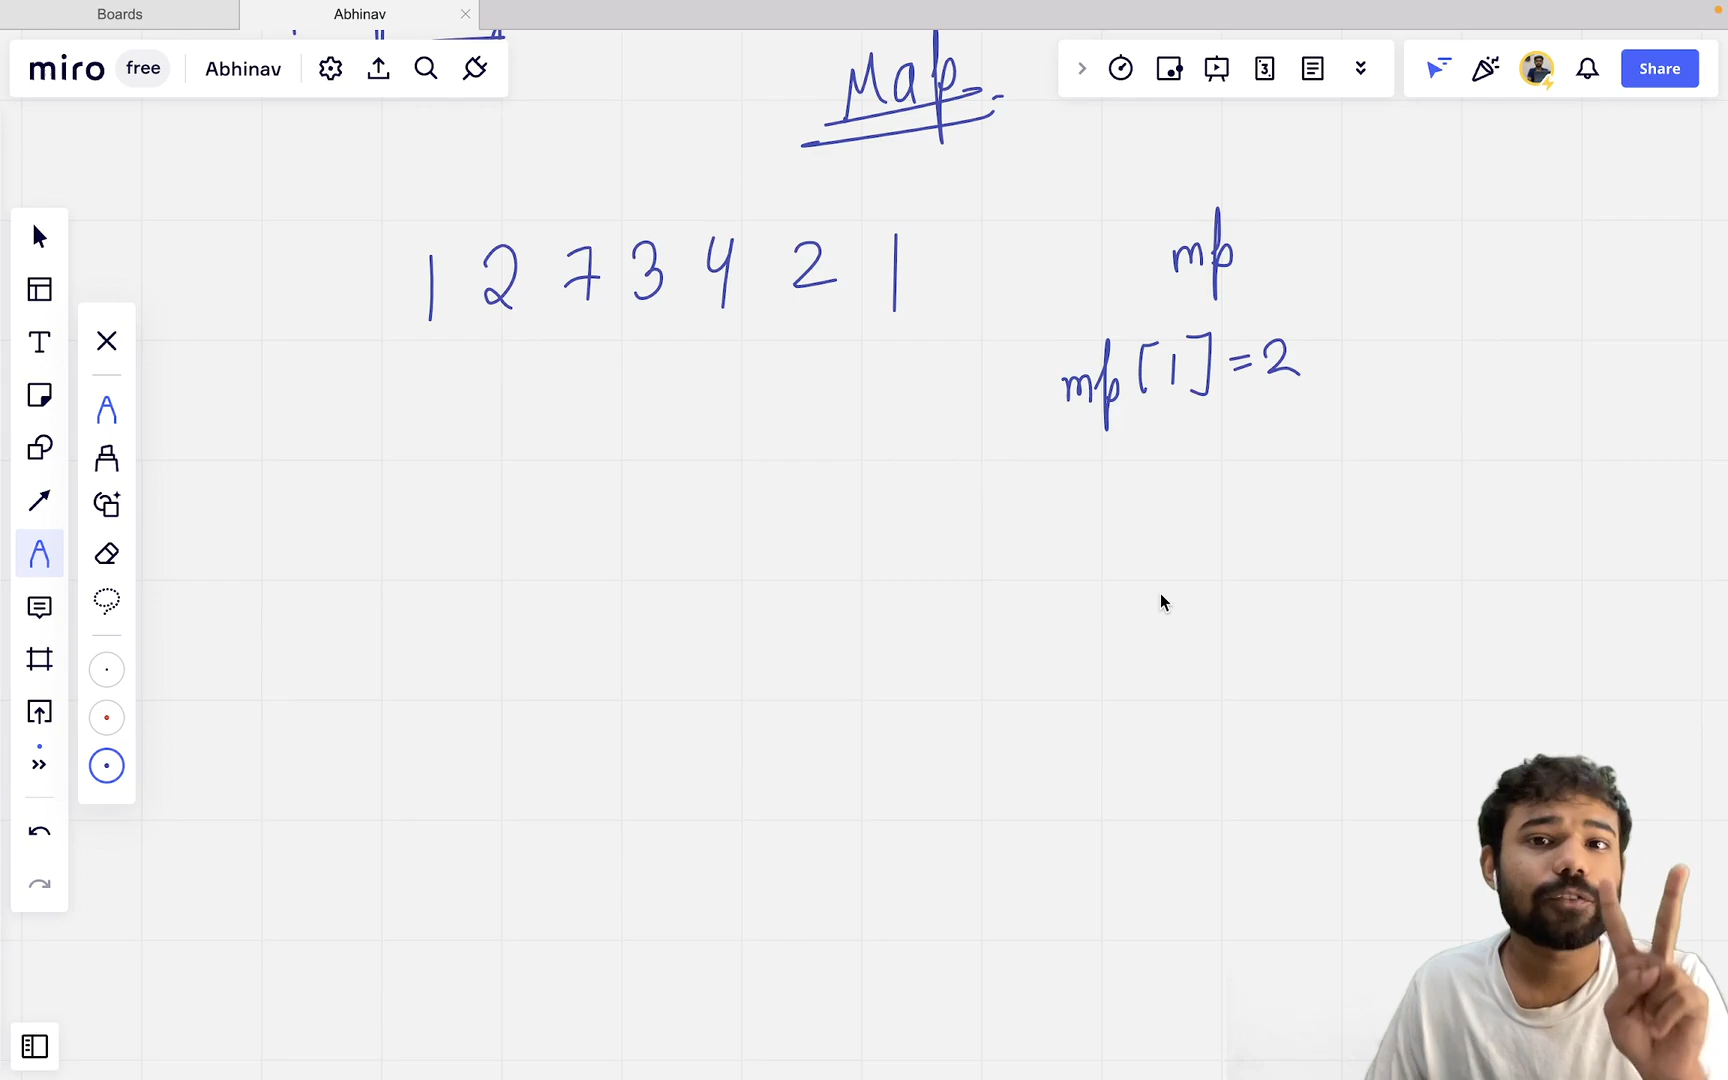 Boards
Abhinav
miro free Abhinav
Share
Map
1 2 7 3 4 2 1
mp
mp[1]=2